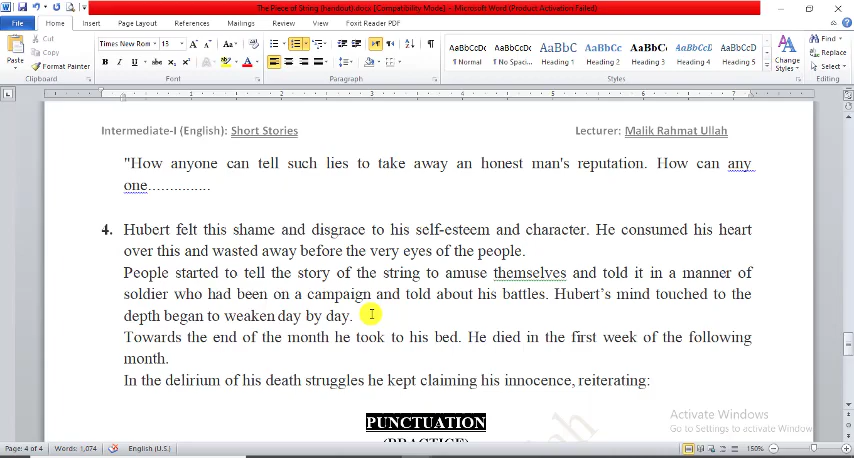 The Piece of String (handout).docx [Compatibility Mode] - Microsoft Word (Product Activation Failed)
File Home Insert Page Layout References Mailings Review View Foxit Reader PDF
Paste
Cut
Copy
Format Painter
Clipboard
Times New Rom 13
Font
Paragraph
AaBbCcDc AaBbCcDc AaBbC AaBbCc AaBbC AaBbCcI AaBbCcD
¶ Normal ¶ No Spaci... Heading 1 Heading 2 Heading 3 Heading 4 Heading 5
Styles
Change Styles
Find
Replace
Select
Editing
Intermediate-I (English): Short Stories Lecturer: Malik Rahmat Ullah
"How anyone can tell such lies to take away an honest man's reputation. How can any
one...............
4. Hubert felt this shame and disgrace to his self-esteem and character. He consumed his heart
over this and wasted away before the very eyes of the people.
People started to tell the story of the string to amuse themselves and told it in a manner of
soldier who had been on a campaign and told about his battles. Hubert's mind touched to the
depth began to weaken day by day.
Towards the end of the month he took to his bed. He died in the first week of the following
month.
In the delirium of his death struggles he kept claiming his innocence, reiterating:
PUNCTUATION
(PRACTICE)
Activate Windows
Go to Settings to activate Windows.
Page: 4 of 4 Words: 1,074 English (U.S.) 150%